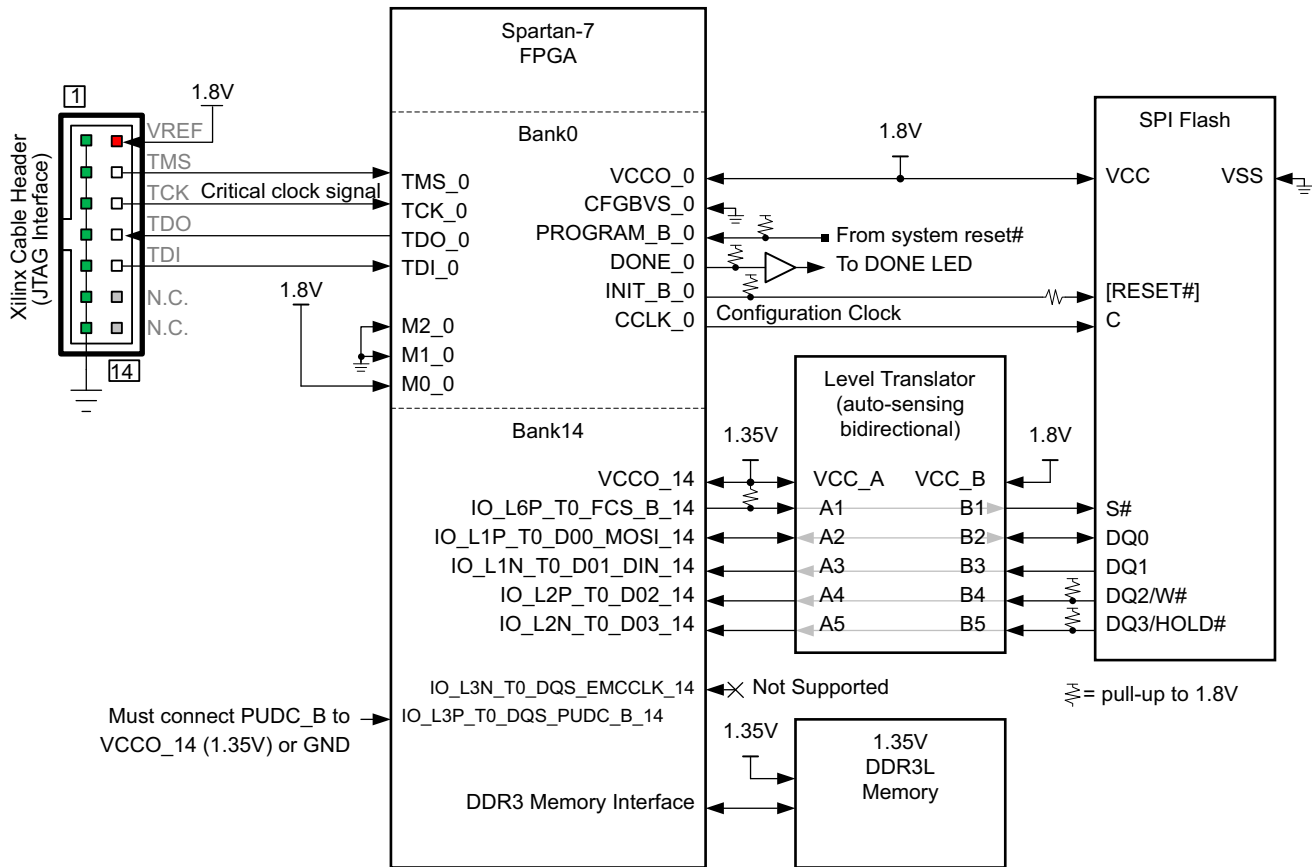 Spartan-7
FPGA
1
1.8V
Xilinx Cable Header
(JTAG Interface)
VREF
TMS
TCK
TDO
TDI
N.C.
N.C.
14
Critical clock signal
1.8V
TMS_0
TCK_0
TDO_0
TDI_0
M2_0
M1_0
M0_0
Bank0
VCCO_0
CFGBVS_0
PROGRAM_B_0
DONE_0
INIT_B_0
CCLK_0
1.8V
From system reset#
To DONE LED
Configuration Clock
SPI Flash
VCC
VSS
[RESET#]
C
Bank14
VCCO_14
IO_L6P_T0_FCS_B_14
IO_L1P_T0_D00_MOSI_14
IO_L1N_T0_D01_DIN_14
IO_L2P_T0_D02_14
IO_L2N_T0_D03_14
IO_L3N_T0_DQS_EMCCLK_14
IO_L3P_T0_DQS_PUDC_B_14
DDR3 Memory Interface
Must connect PUDC_B to
VCCO_14 (1.35V) or GND
1.35V
Level Translator
(auto-sensing
bidirectional)
VCC_A VCC_B
A1 B1
A2 B2
A3 B3
A4 B4
A5 B5
1.8V
S#
DQ0
DQ1
DQ2/W#
DQ3/HOLD#
Not Supported
= pull-up to 1.8V
1.35V
1.35V
DDR3L
Memory